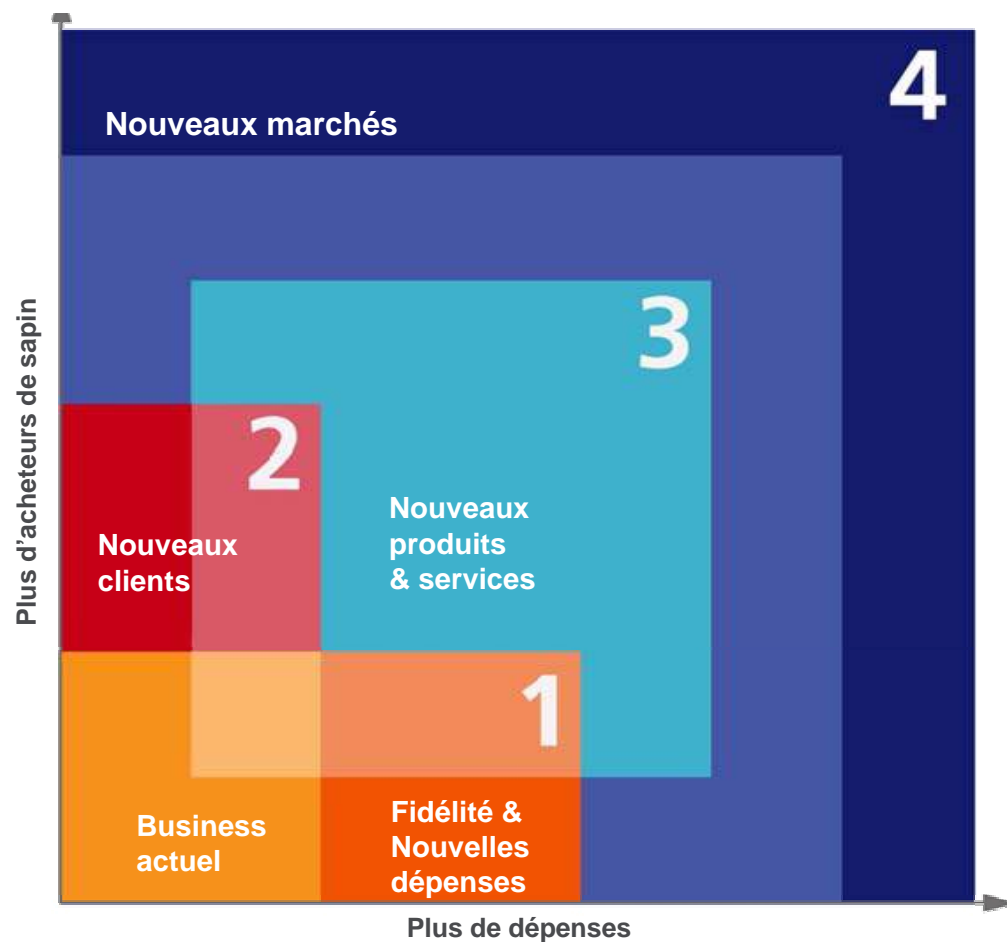 4
Nouveaux marchés
3
Plus d'acheteurs de sapin
2
Nouveaux
produits
& services
Nouveaux
clients
1
Business
actuel
Fidélité &
Nouvelles
dépenses
Plus de dépenses